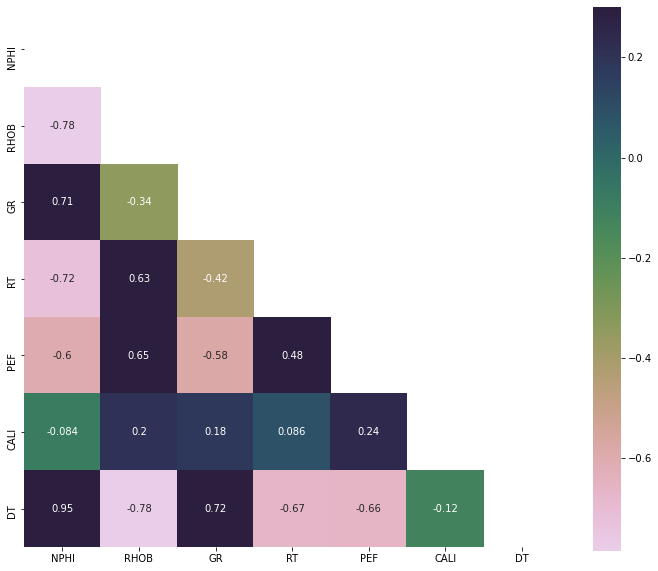 NPHI
RHOB -0.78
GR 0.71 -0.34
RT -0.72 0.63 -0.42
PEF -0.6 0.65 -0.58 0.48
CALI -0.084 0.2 0.18 0.086 0.24
DT 0.95 -0.78 0.72 -0.67 -0.66 -0.12
NPHI RHOB GR RT PEF CALI DT
0.2
0.0
−0.2
−0.4
−0.6